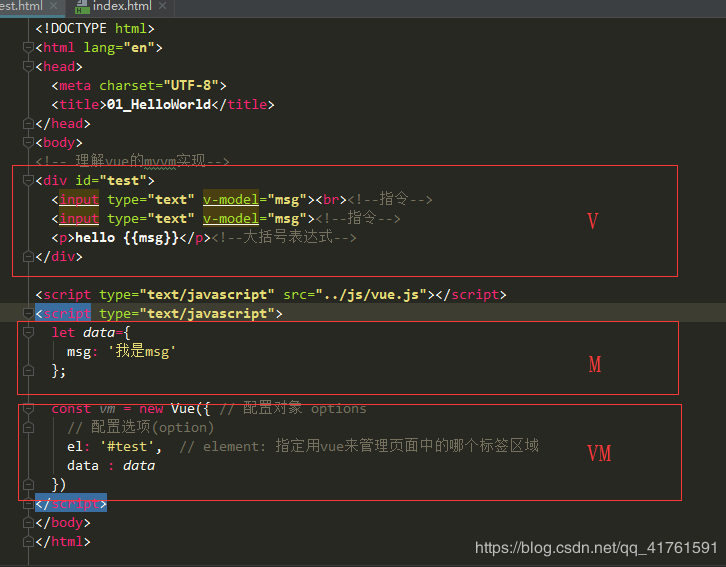 est.html × index.html ×
<!DOCTYPE html>
<html lang="en">
<head>
<meta charset="UTF-8">
<title>01_HelloWorld</title>
</head>
<body>
<!-- 理解vue的mvvm实现-->
<div id="test">
<input type="text" v-model="msg"><br><!--指令-->
<input type="text" v-model="msg"><!--指令-->
V
<p>hello {{msg}}</p><!--大括号表达式-->
</div>
<script type="text/javascript" src="../js/vue.js"></script>
<script type="text/javascript">
let data={
msg: '我是msg'
M
};
const vm = new Vue({ // 配置对象 options
// 配置选项(option)
el: '#test',  // element: 指定用vue来管理页面中的哪个标签区域
VM
data : data
})
</script>
</body>
</html>
https://blog.csdn.net/qq_41761591